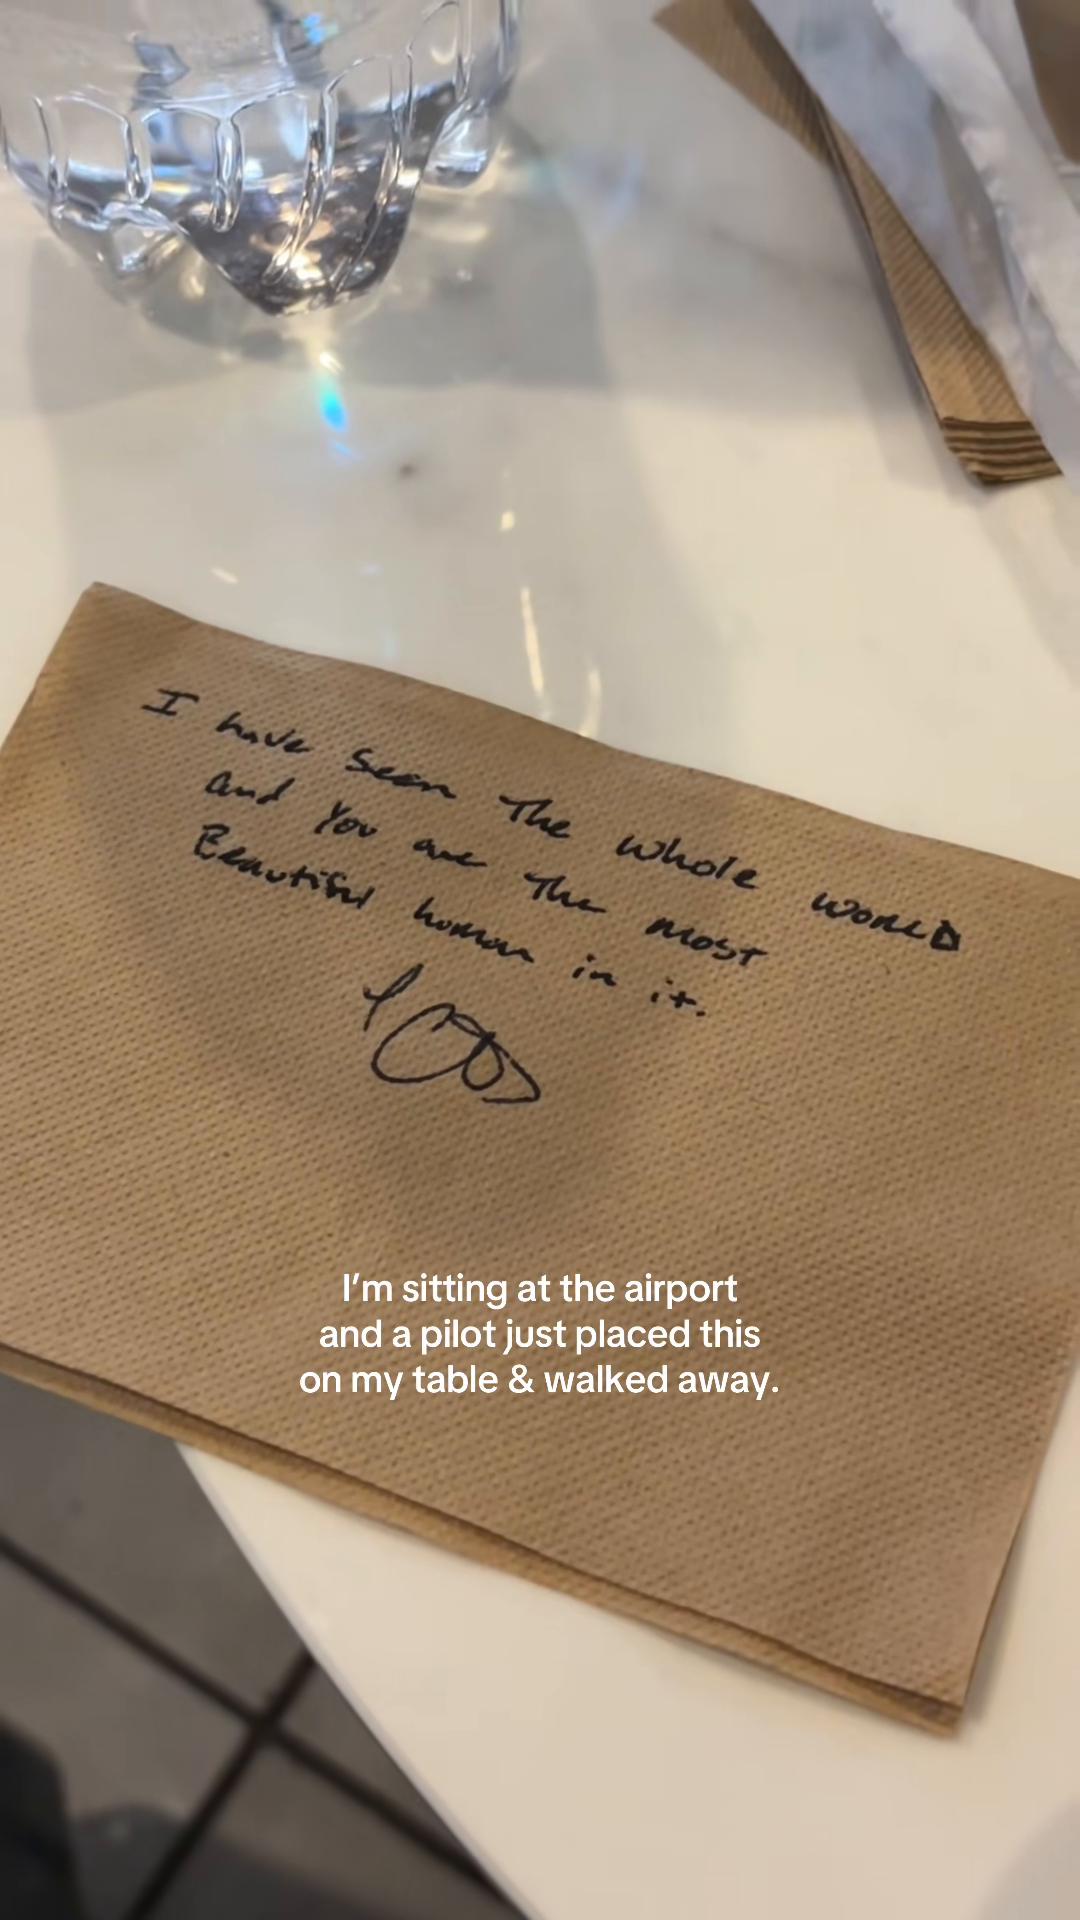 I have seen The whole WORLD
and You are The most
Beautiful human in it.
I'm sitting at the airport
and a pilot just placed this
on my table & walked away.